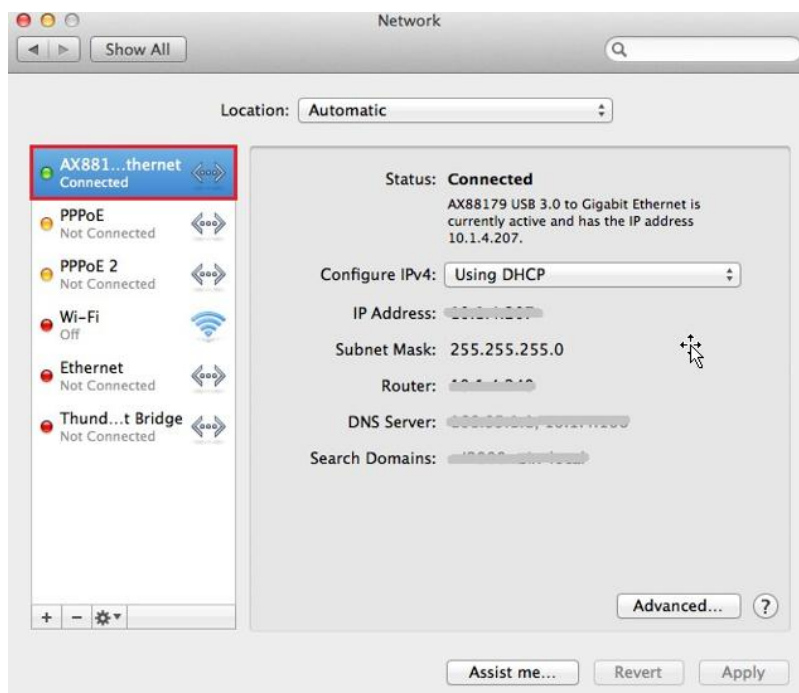 Network
Show All
Location: Automatic
AX881...thernet
Connected
PPPoE
Not Connected
PPPoE 2
Not Connected
Wi-Fi
Off
Ethernet
Not Connected
Thund...t Bridge
Not Connected
Status: Connected
AX88179 USB 3.0 to Gigabit Ethernet is
currently active and has the IP address
10.1.4.207.
Configure IPv4: Using DHCP
IP Address:
Subnet Mask: 255.255.255.0
Router:
DNS Server:
Search Domains:
Advanced... ?
+ -
Assist me... Revert Apply